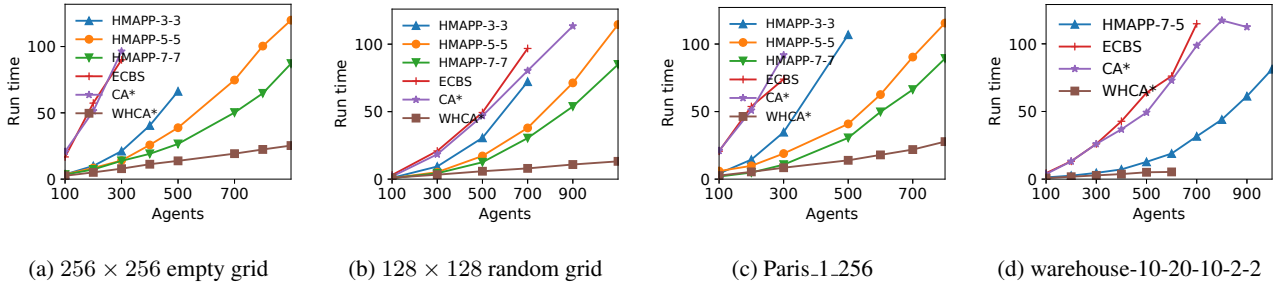 Run time
100
50
0
HMAPP-3-3
HMAPP-5-5
HMAPP-7-7
ECBS
CA*
WHCA*
100 300 500 700
Agents
(a) 256 × 256 empty grid
Run time
100
50
0
HMAPP-3-3
HMAPP-5-5
HMAPP-7-7
ECBS
CA*
WHCA*
100 300 500 700 900
Agents
(b) 128 × 128 random grid
Run time
100
50
0
HMAPP-3-3
HMAPP-5-5
HMAPP-7-7
ECBS
CA*
WHCA*
100 300 500 700
Agents
(c) Paris_1_256
Run time
100
50
0
HMAPP-7-5
ECBS
CA*
WHCA*
100 300 500 700 900
Agents
(d) warehouse-10-20-10-2-2